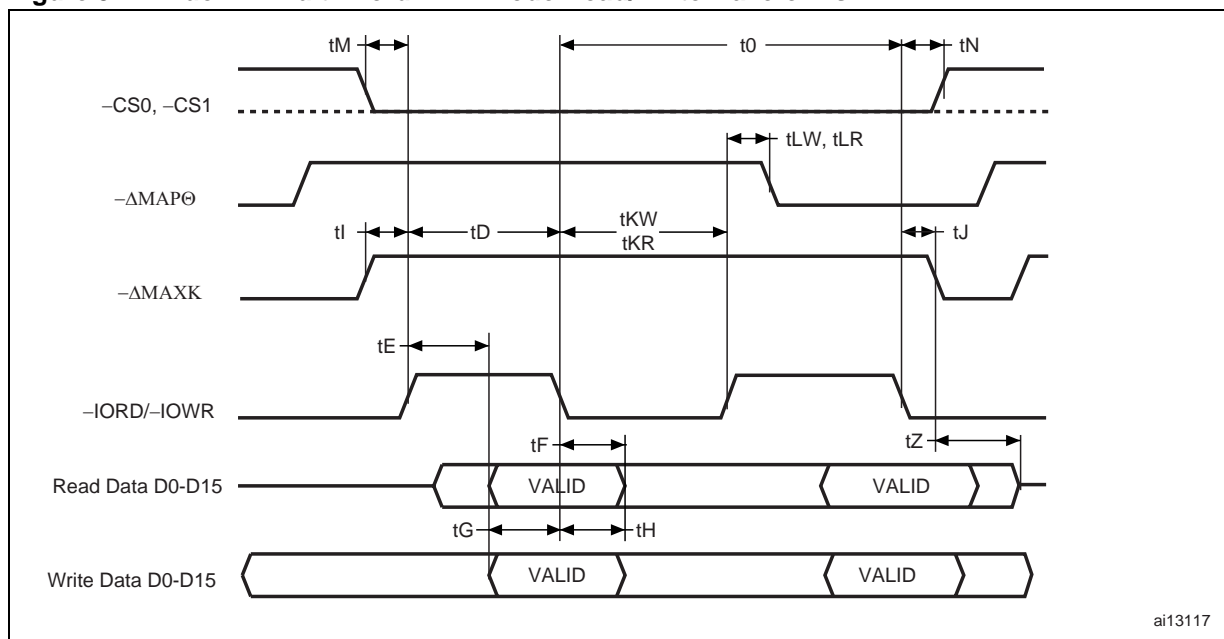 tM
t0
tN
–CS0, –CS1
tLW, tLR
–ΔMAPΘ
tI
tD
tKW
tKR
tJ
–ΔMAXK
tE
–IORD/–IOWR
tF
tZ
Read Data D0-D15
VALID
VALID
tG
tH
Write Data D0-D15
VALID
VALID
ai13117